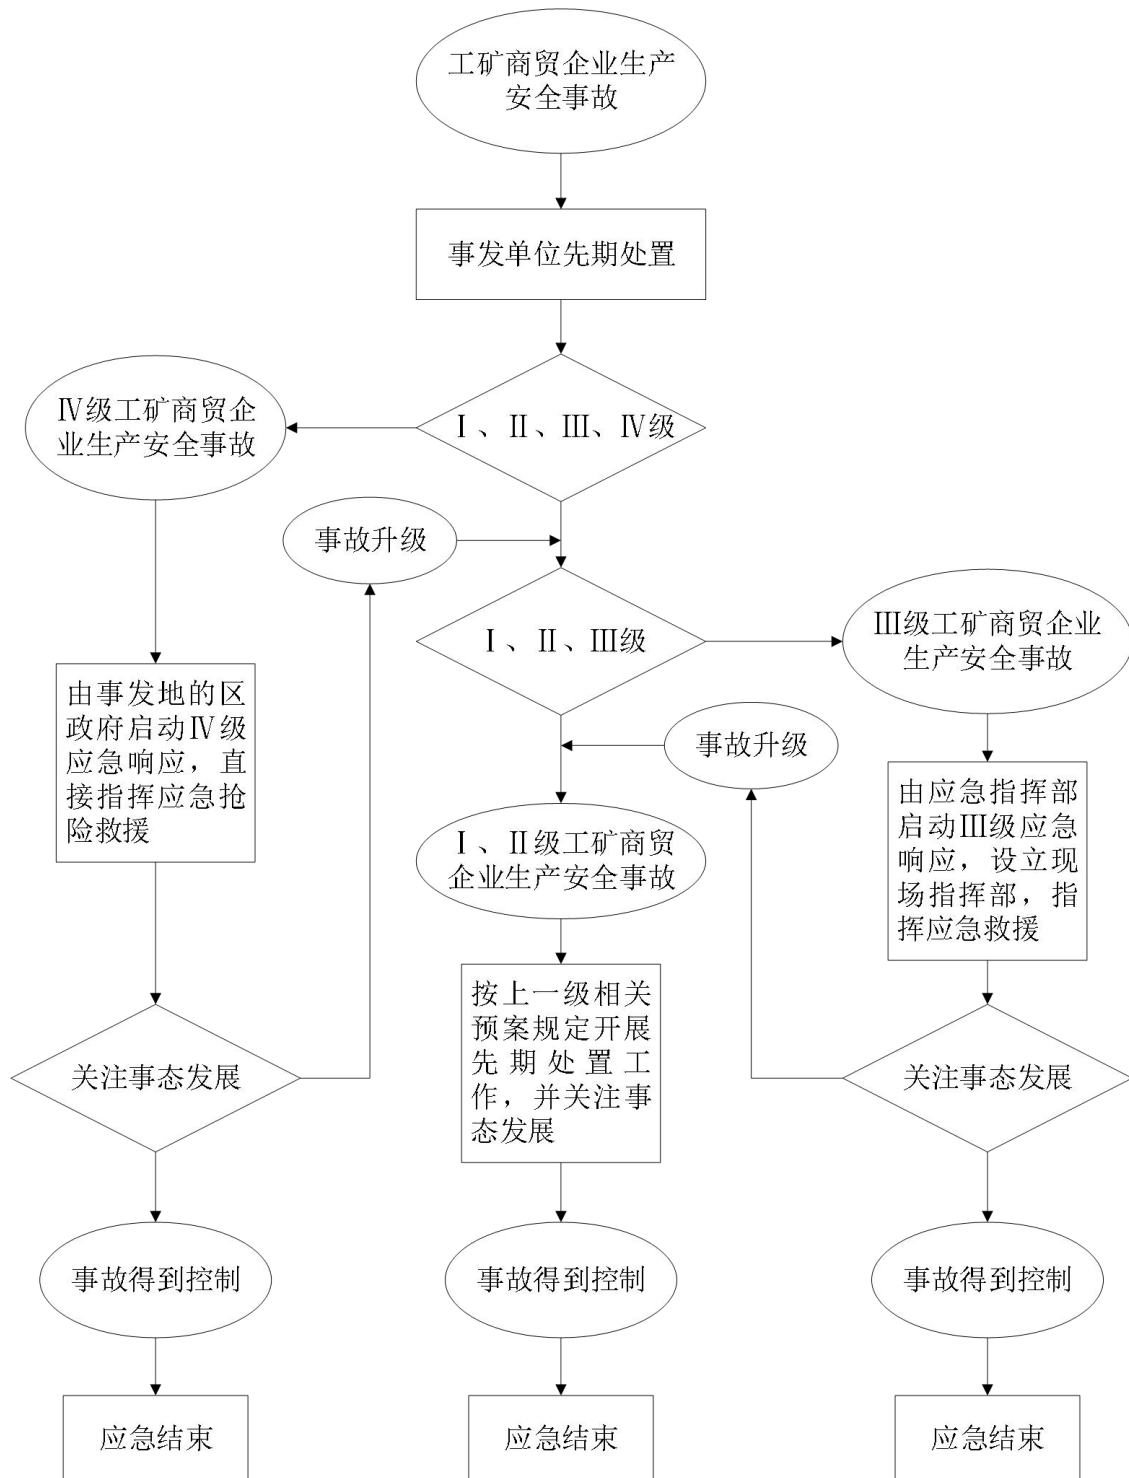 工矿商贸企业生产
安全事故
事发单位先期处置
Ⅰ、Ⅱ、Ⅲ、Ⅳ级
Ⅳ级工矿商贸企
业生产安全事故
事故升级
Ⅰ、Ⅱ、Ⅲ级
Ⅲ级工矿商贸企业
生产安全事故
由事发地的区
政府启动Ⅳ级
应急响应，直
接指挥应急抢
险救援
事故升级
由应急指挥部
启动Ⅲ级应急
响应，设立现
场指挥部，指
挥应急救援
Ⅰ、Ⅱ级工矿商贸
企业生产安全事故
按上一级相关
预案规定开展
先期处置工
作，并关注事
态发展
关注事态发展
关注事态发展
事故得到控制
事故得到控制
事故得到控制
应急结束
应急结束
应急结束